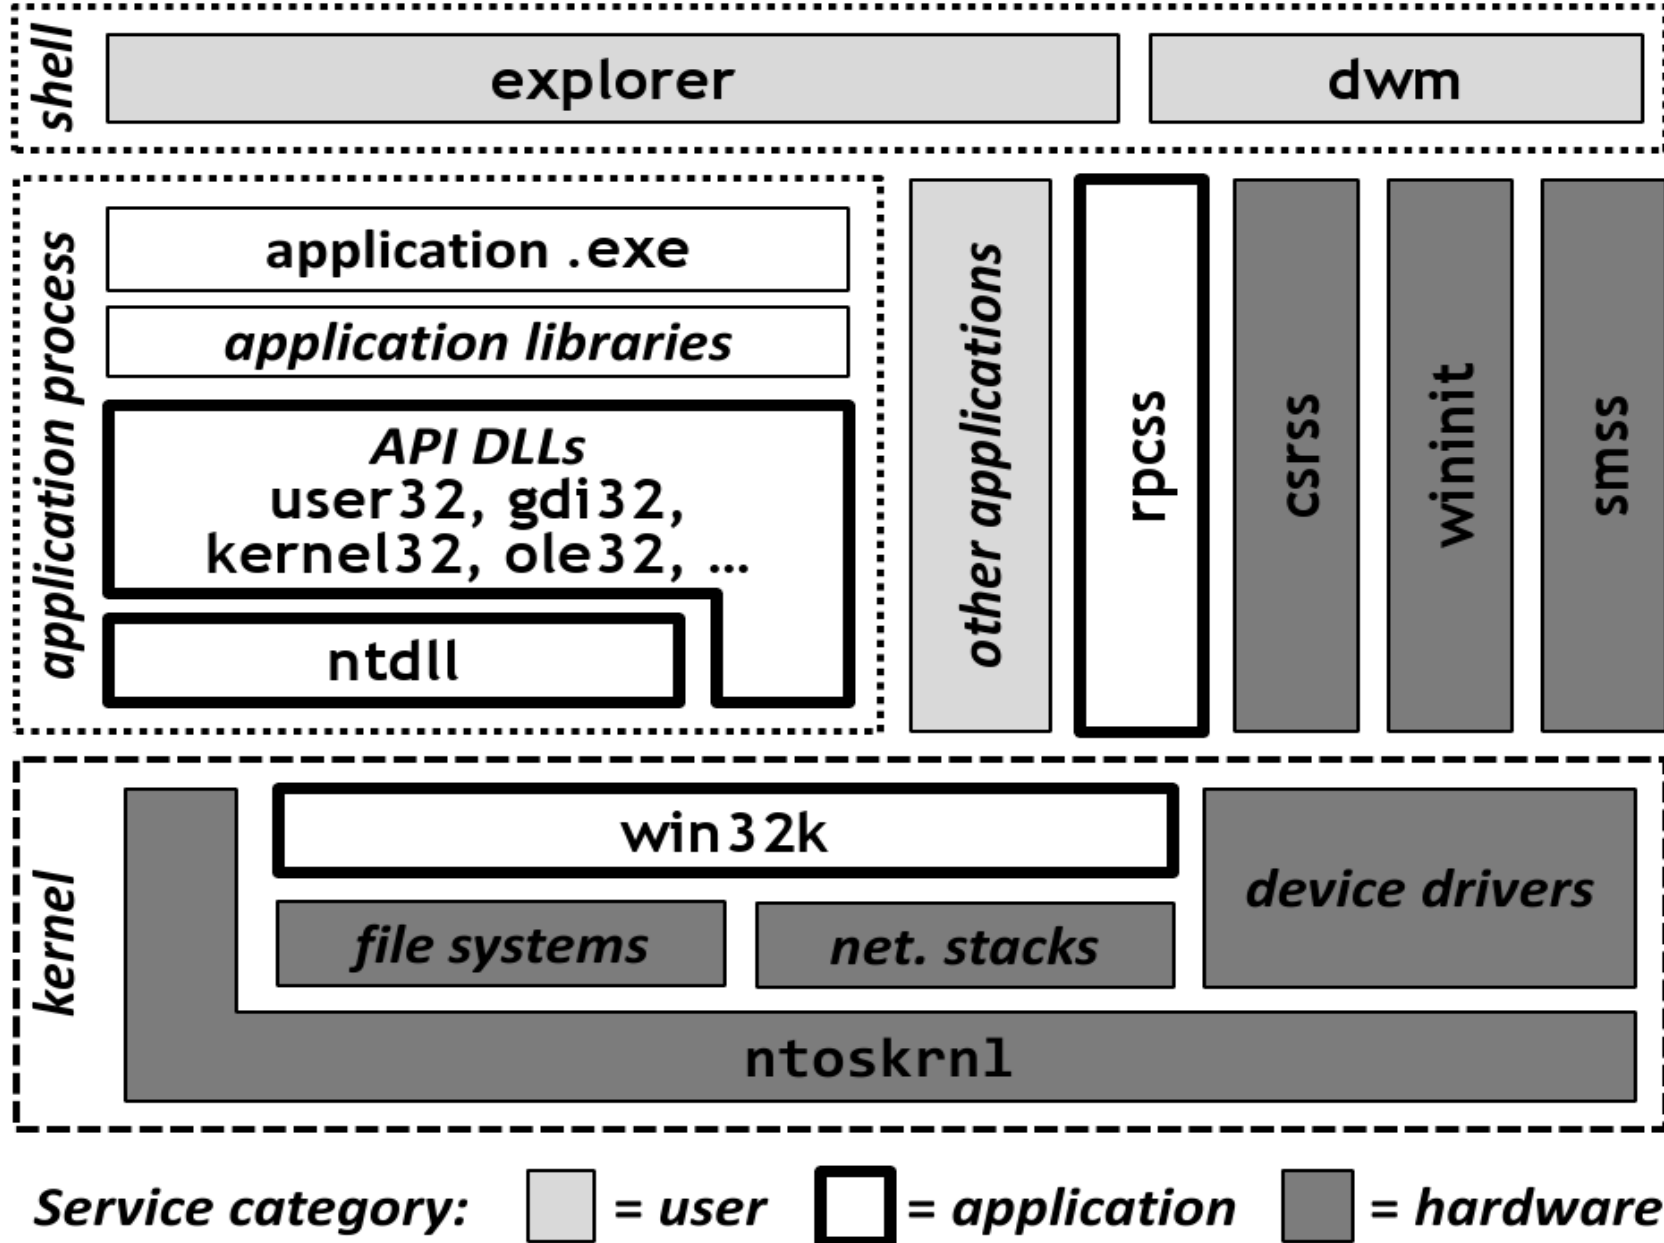 shell
explorer
dwm
application process
application .exe
application libraries
API DLLs
user32, gdi32,
kernel32, ole32, ...
ntdll
other applications
rpcss
csrss
wininit
smss
kernel
win32k
file systems
net. stacks
device drivers
ntoskrnl
Service category: = user = application = hardware